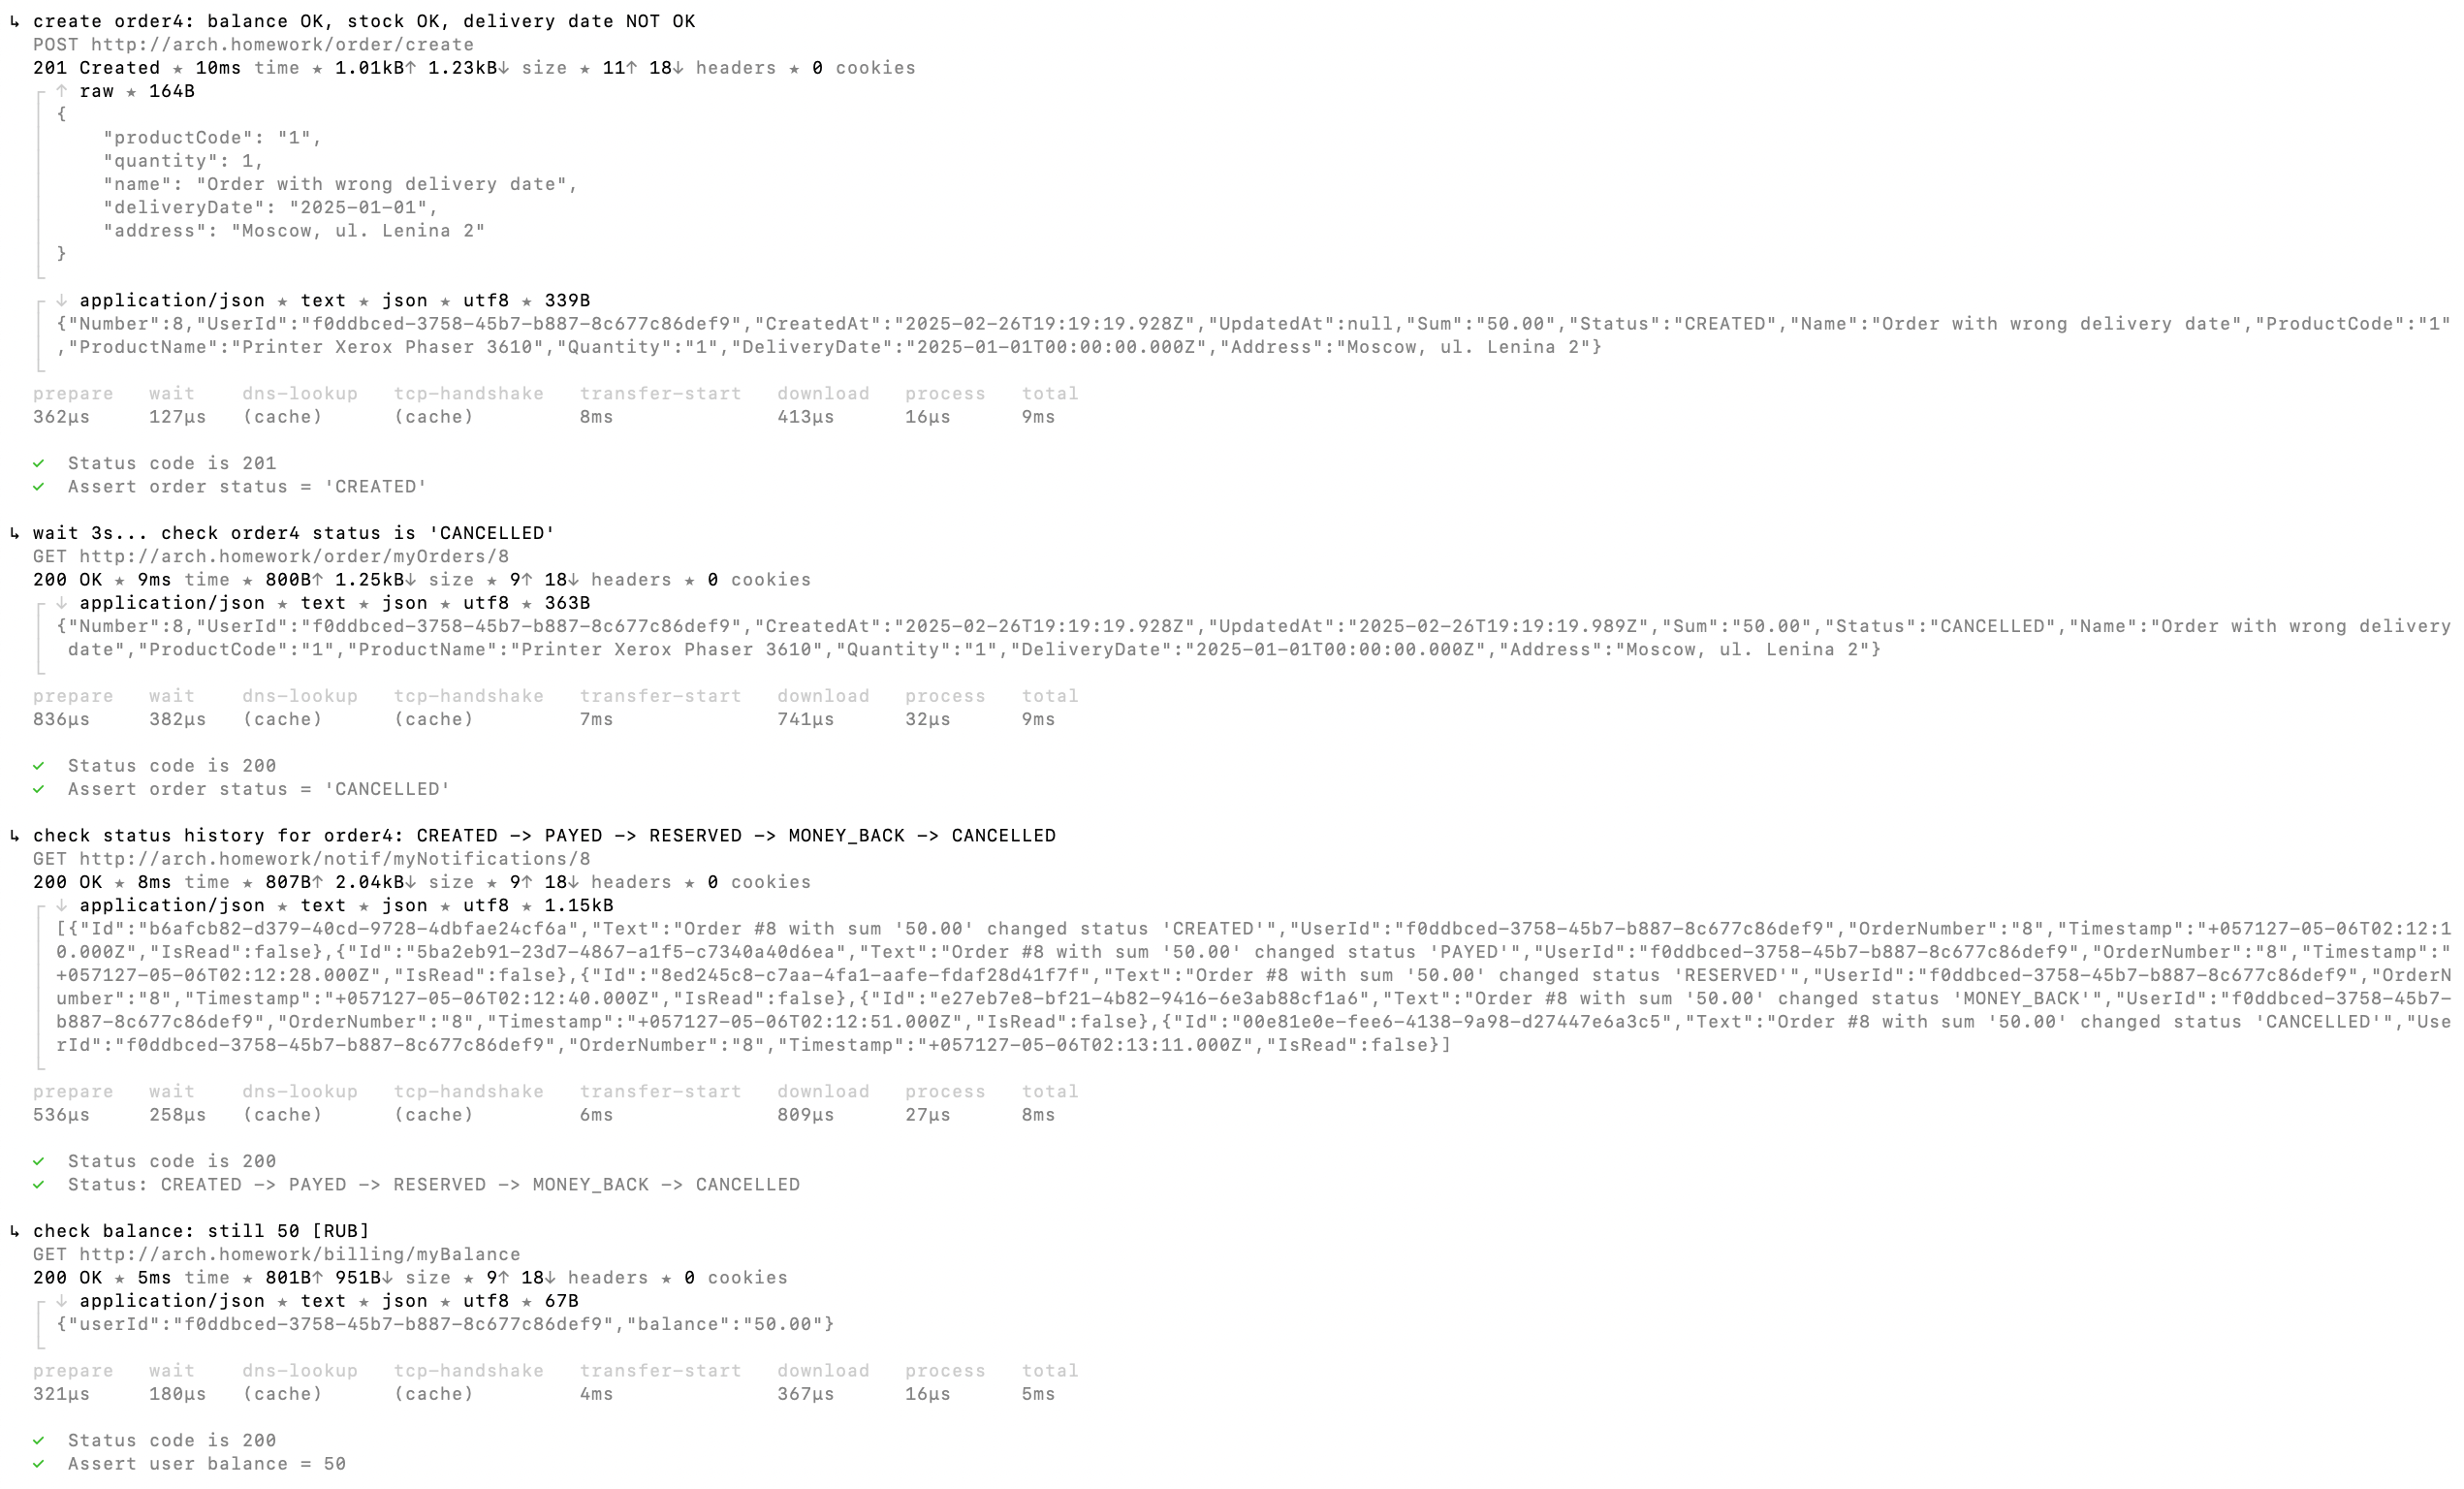 ↳ create order4: balance OK, stock OK, delivery date NOT OK
POST http://arch.homework/order/create
201 Created ★ 10ms time ★ 1.01kB↑ 1.23kB↓ size ★ 11↑ 18↓ headers ★ 0 cookies
↑ raw ★ 164B
{
"productCode": "1",
"quantity": 1,
"name": "Order with wrong delivery date",
"deliveryDate": "2025-01-01",
"address": "Moscow, ul. Lenina 2"
}
↓ application/json ★ text ★ json ★ utf8 ★ 339B
{"Number":8,"UserId":"f0ddbced-3758-45b7-b887-8c677c86def9","CreatedAt":"2025-02-26T19:19:19.928Z","UpdatedAt":null,"Sum":"50.00","Status":"CREATED","Name":"Order with wrong delivery date","ProductCode":"1"
,"ProductName":"Printer Xerox Phaser 3610","Quantity":"1","DeliveryDate":"2025-01-01T00:00:00.000Z","Address":"Moscow, ul. Lenina 2"}
prepare wait dns-lookup tcp-handshake transfer-start download process total
362µs 127µs (cache) (cache) 8ms 413µs 16µs 9ms
✓ Status code is 201
✓ Assert order status = 'CREATED'
↳ wait 3s... check order4 status is 'CANCELLED'
GET http://arch.homework/order/myOrders/8
200 OK ★ 9ms time ★ 800B↑ 1.25kB↓ size ★ 9↑ 18↓ headers ★ 0 cookies
↓ application/json ★ text ★ json ★ utf8 ★ 363B
{"Number":8,"UserId":"f0ddbced-3758-45b7-b887-8c677c86def9","CreatedAt":"2025-02-26T19:19:19.928Z","UpdatedAt":"2025-02-26T19:19:19.989Z","Sum":"50.00","Status":"CANCELLED","Name":"Order with wrong delivery
date","ProductCode":"1","ProductName":"Printer Xerox Phaser 3610","Quantity":"1","DeliveryDate":"2025-01-01T00:00:00.000Z","Address":"Moscow, ul. Lenina 2"}
prepare wait dns-lookup tcp-handshake transfer-start download process total
836µs 382µs (cache) (cache) 7ms 741µs 32µs 9ms
✓ Status code is 200
✓ Assert order status = 'CANCELLED'
↳ check status history for order4: CREATED -> PAYED -> RESERVED -> MONEY_BACK -> CANCELLED
GET http://arch.homework/notif/myNotifications/8
200 OK ★ 8ms time ★ 807B↑ 2.04kB↓ size ★ 9↑ 18↓ headers ★ 0 cookies
↓ application/json ★ text ★ json ★ utf8 ★ 1.15kB
[{"Id":"b6afcb82-d379-40cd-9728-4dbfae24cf6a","Text":"Order #8 with sum '50.00' changed status 'CREATED'","UserId":"f0ddbced-3758-45b7-b887-8c677c86def9","OrderNumber":"8","Timestamp":"+057127-05-06T02:12:1
0.000Z","IsRead":false},{"Id":"5ba2eb91-23d7-4867-a1f5-c7340a40d6ea","Text":"Order #8 with sum '50.00' changed status 'PAYED'","UserId":"f0ddbced-3758-45b7-b887-8c677c86def9","OrderNumber":"8","Timestamp":"
+057127-05-06T02:12:28.000Z","IsRead":false},{"Id":"8ed245c8-c7aa-4fa1-aafe-fdaf28d41f7f","Text":"Order #8 with sum '50.00' changed status 'RESERVED'","UserId":"f0ddbced-3758-45b7-b887-8c677c86def9","OrderN
umber":"8","Timestamp":"+057127-05-06T02:12:40.000Z","IsRead":false},{"Id":"e27eb7e8-bf21-4b82-9416-6e3ab88cf1a6","Text":"Order #8 with sum '50.00' changed status 'MONEY_BACK'","UserId":"f0ddbced-3758-45b7-
b887-8c677c86def9","OrderNumber":"8","Timestamp":"+057127-05-06T02:12:51.000Z","IsRead":false},{"Id":"00e81e0e-fee6-4138-9a98-d27447e6a3c5","Text":"Order #8 with sum '50.00' changed status 'CANCELLED'","Use
rId":"f0ddbced-3758-45b7-b887-8c677c86def9","OrderNumber":"8","Timestamp":"+057127-05-06T02:13:11.000Z","IsRead":false}]
prepare wait dns-lookup tcp-handshake transfer-start download process total
536µs 258µs (cache) (cache) 6ms 809µs 27µs 8ms
✓ Status code is 200
✓ Status: CREATED -> PAYED -> RESERVED -> MONEY_BACK -> CANCELLED
↳ check balance: still 50 [RUB]
GET http://arch.homework/billing/myBalance
200 OK ★ 5ms time ★ 801B↑ 951B↓ size ★ 9↑ 18↓ headers ★ 0 cookies
↓ application/json ★ text ★ json ★ utf8 ★ 67B
{"userId":"f0ddbced-3758-45b7-b887-8c677c86def9","balance":"50.00"}
prepare wait dns-lookup tcp-handshake transfer-start download process total
321µs 180µs (cache) (cache) 4ms 367µs 16µs 5ms
✓ Status code is 200
✓ Assert user balance = 50